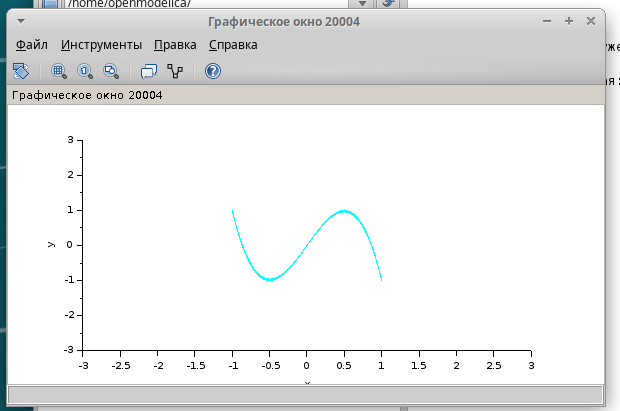 /home/openmodelica/
Графическое окно 20004
Файл Инструменты Правка Справка
Графическое окно 20004
3
2
1
y
0
-1
-2
-3
-3 -2.5 -2 -1.5 -1 -0.5 0 0.5 1 1.5 2 2.5 3